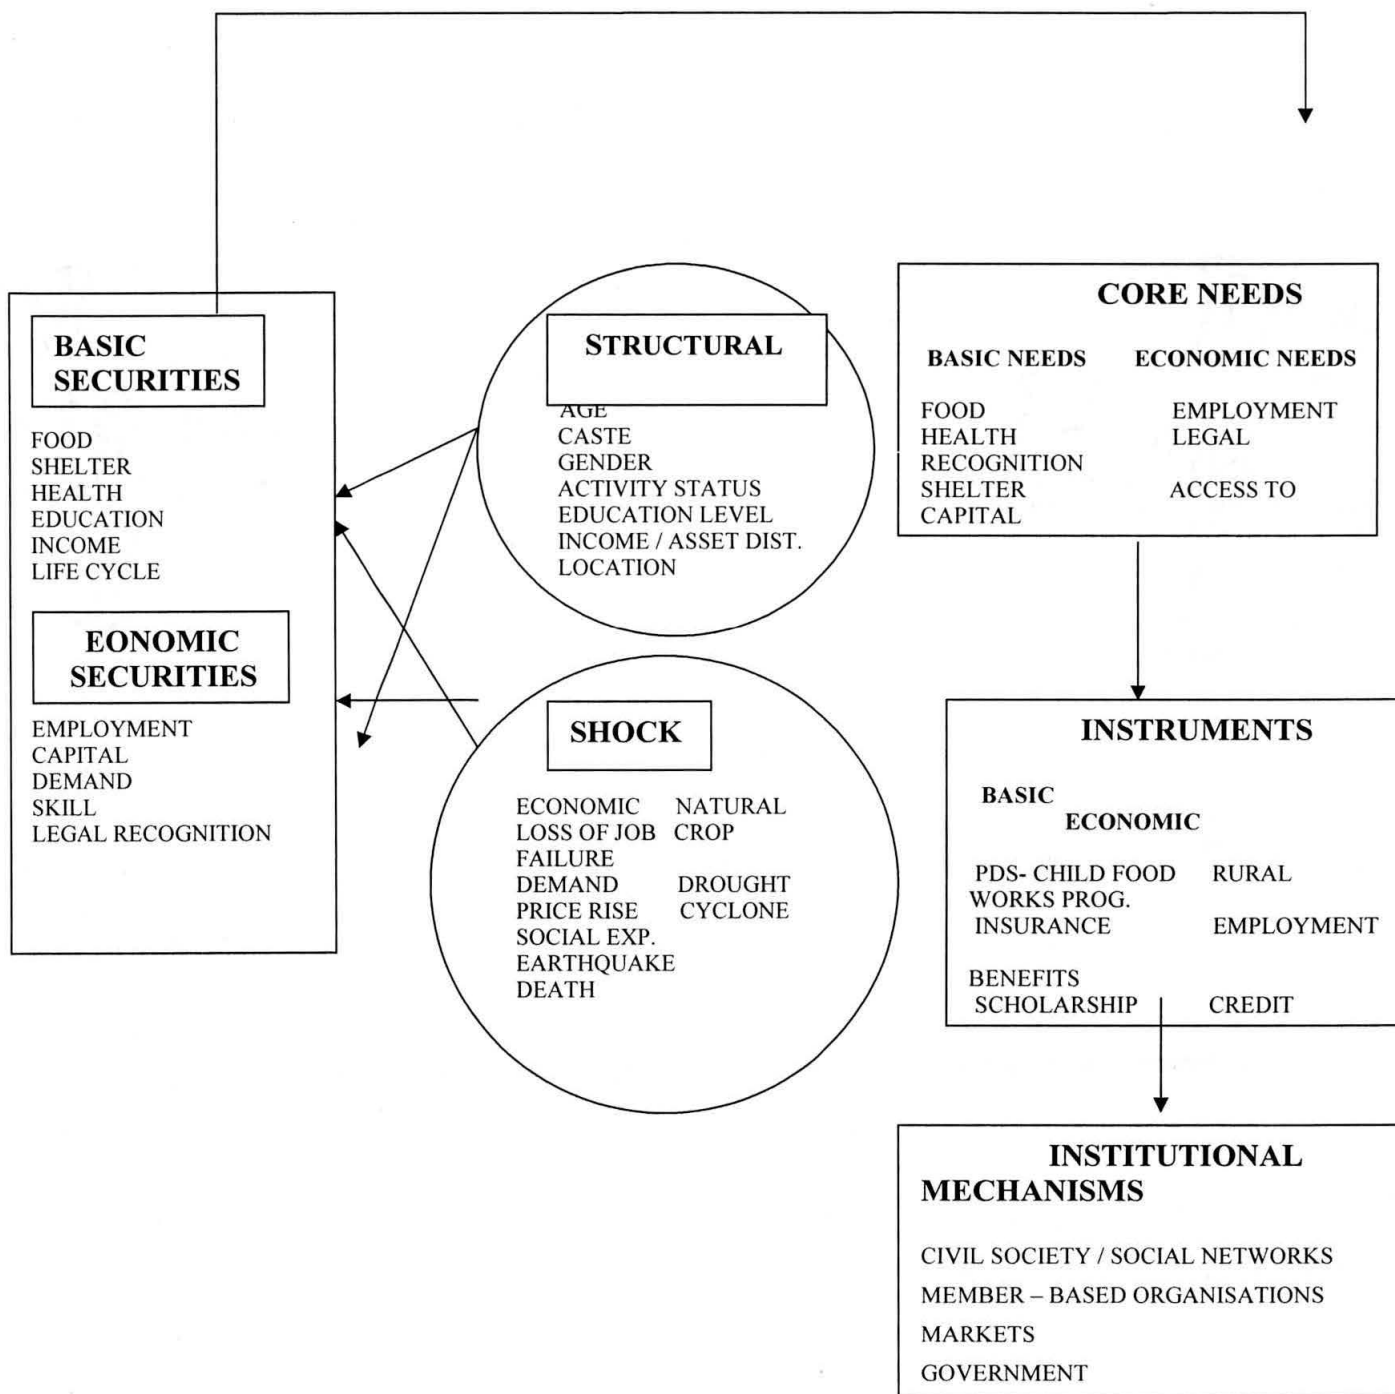 BASIC
SECURITIES
FOOD
SHELTER
HEALTH
EDUCATION
INCOME
LIFE CYCLE
EONOMIC
SECURITIES
EMPLOYMENT
CAPITAL
DEMAND
SKILL
LEGAL RECOGNITION
STRUCTURAL
AGE
CASTE
GENDER
ACTIVITY STATUS
EDUCATION LEVEL
INCOME / ASSET DIST.
LOCATION
SHOCK
ECONOMIC NATURAL
LOSS OF JOB CROP
FAILURE
DEMAND DROUGHT
PRICE RISE CYCLONE
SOCIAL EXP.
EARTHQUAKE
DEATH
CORE NEEDS
BASIC NEEDS ECONOMIC NEEDS
FOOD EMPLOYMENT
HEALTH LEGAL
RECOGNITION
SHELTER ACCESS TO
CAPITAL
INSTRUMENTS
BASIC
ECONOMIC
PDS- CHILD FOOD RURAL
WORKS PROG.
INSURANCE EMPLOYMENT
BENEFITS
SCHOLARSHIP CREDIT
INSTITUTIONAL
MECHANISMS
CIVIL SOCIETY / SOCIAL NETWORKS
MEMBER – BASED ORGANISATIONS
MARKETS
GOVERNMENT